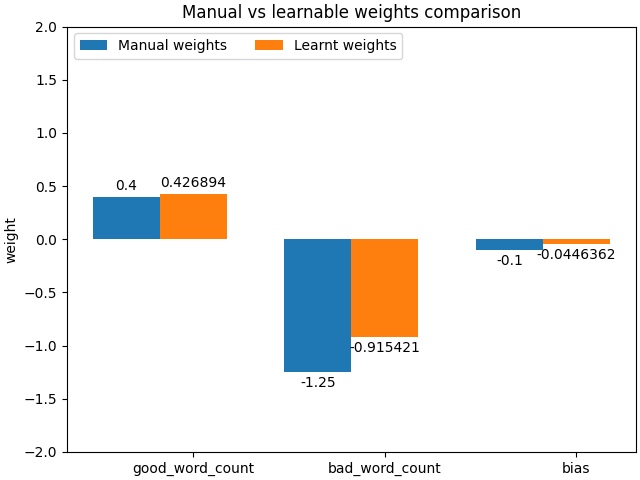 Manual vs learnable weights comparison
Manual weights
Learnt weights
2.0
1.5
1.0
0.5
0.0
−0.5
−1.0
−1.5
−2.0
weight
0.4
0.426894
-1.25
-0.915421
-0.1
-0.0446362
good_word_count
bad_word_count
bias